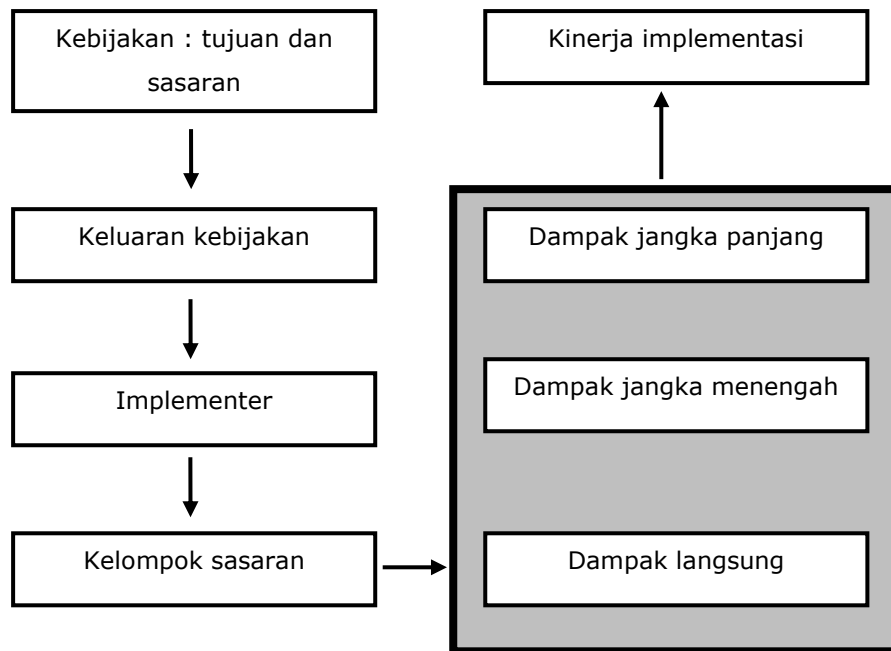 Kebijakan : tujuan dan
sasaran
Keluaran kebijakan
Implementer
Kelompok sasaran
Kinerja implementasi
Dampak jangka panjang
Dampak jangka menengah
Dampak langsung